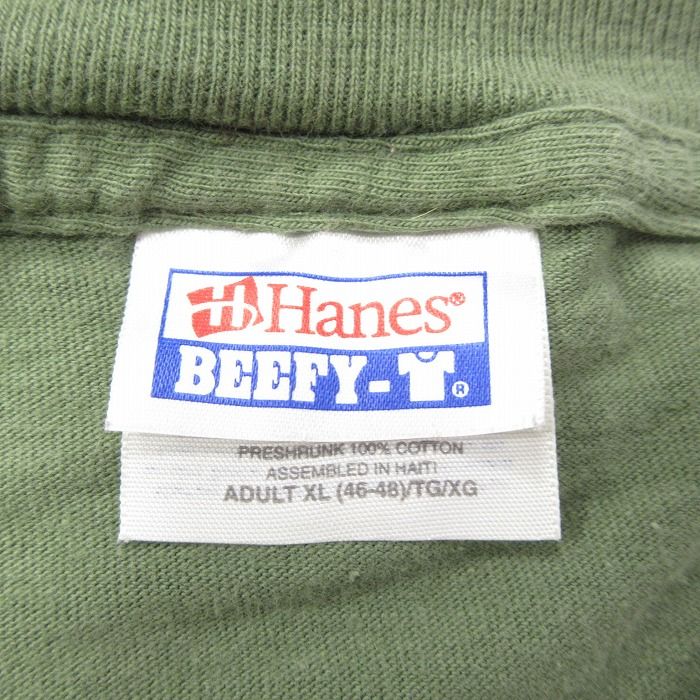 Hanes®
BEEFY-T®
PRESHRUNK 100% COTTON
ASSEMBLED IN HAITI
ADULT XL (46-48)/TG/XG